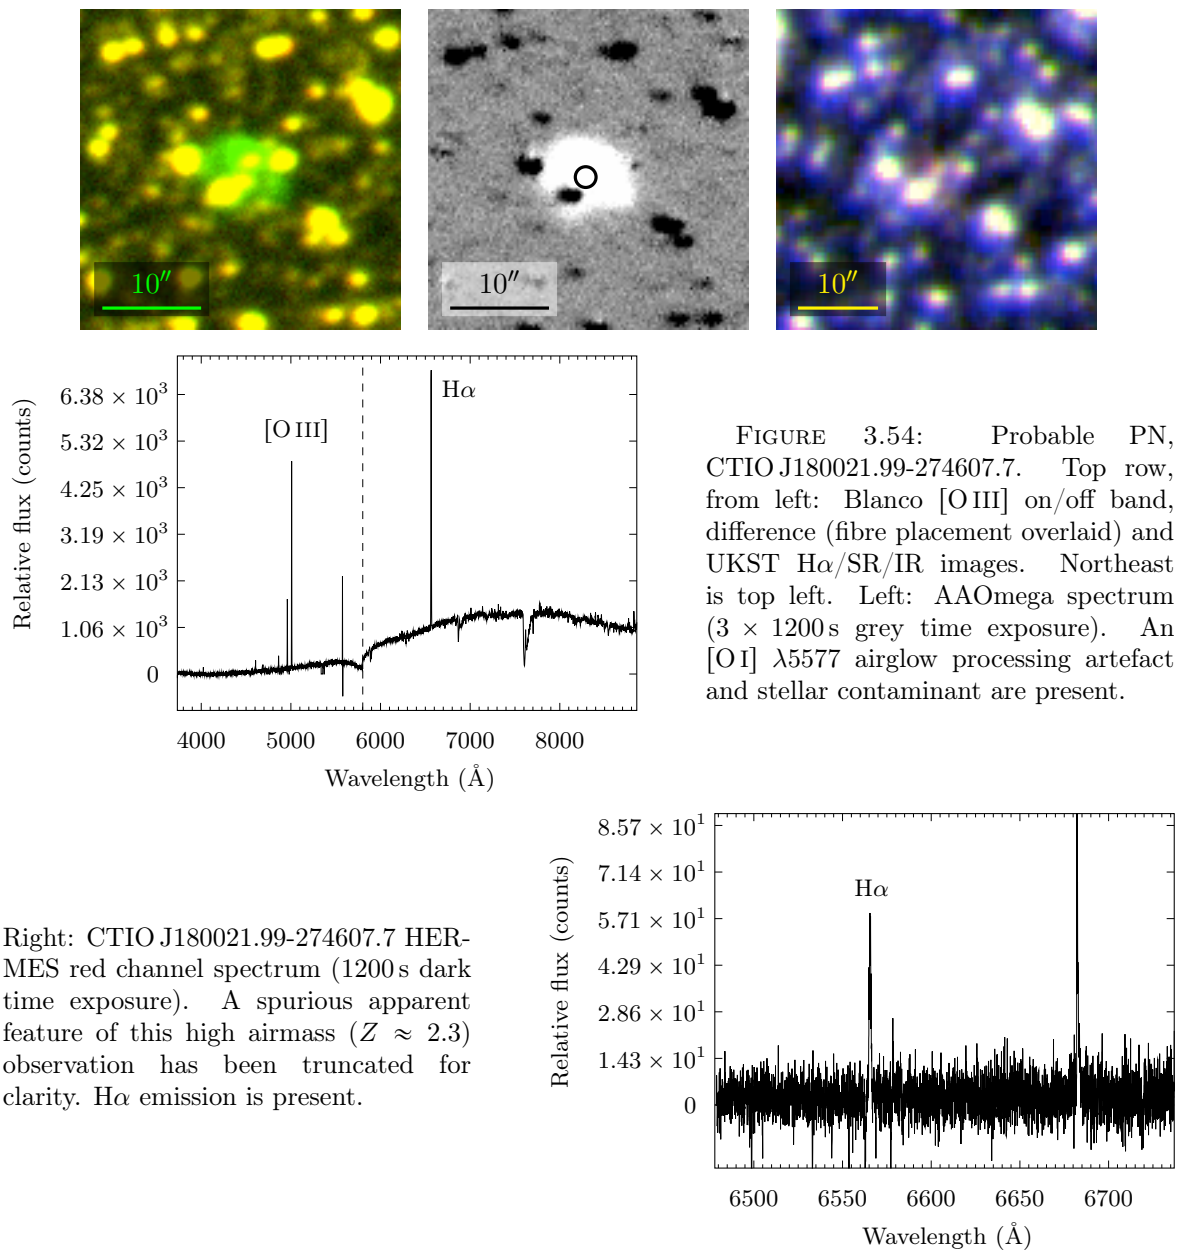 10″
10″
10″
6.38 × 10³
5.32 × 10³
4.25 × 10³
3.19 × 10³
2.13 × 10³
1.06 × 10³
0
Relative flux (counts)
[O III]
Hα
4000 5000 6000 7000 8000
Wavelength (Å)
FIGURE 3.54: Probable PN,
CTIO J180021.99-274607.7. Top row,
from left: Blanco [O III] on/off band,
difference (fibre placement overlaid) and
UKST Hα/SR/IR images. Northeast
is top left. Left: AAOmega spectrum
(3 × 1200 s grey time exposure). An
[O I] λ5577 airglow processing artefact
and stellar contaminant are present.
Right: CTIO J180021.99-274607.7 HER-
MES red channel spectrum (1200 s dark
time exposure). A spurious apparent
feature of this high airmass (Z ≈ 2.3)
observation has been truncated for
clarity. Hα emission is present.
8.57 × 10¹
7.14 × 10¹
5.71 × 10¹
4.29 × 10¹
2.86 × 10¹
1.43 × 10¹
0
Relative flux (counts)
Hα
6500 6550 6600 6650 6700
Wavelength (Å)